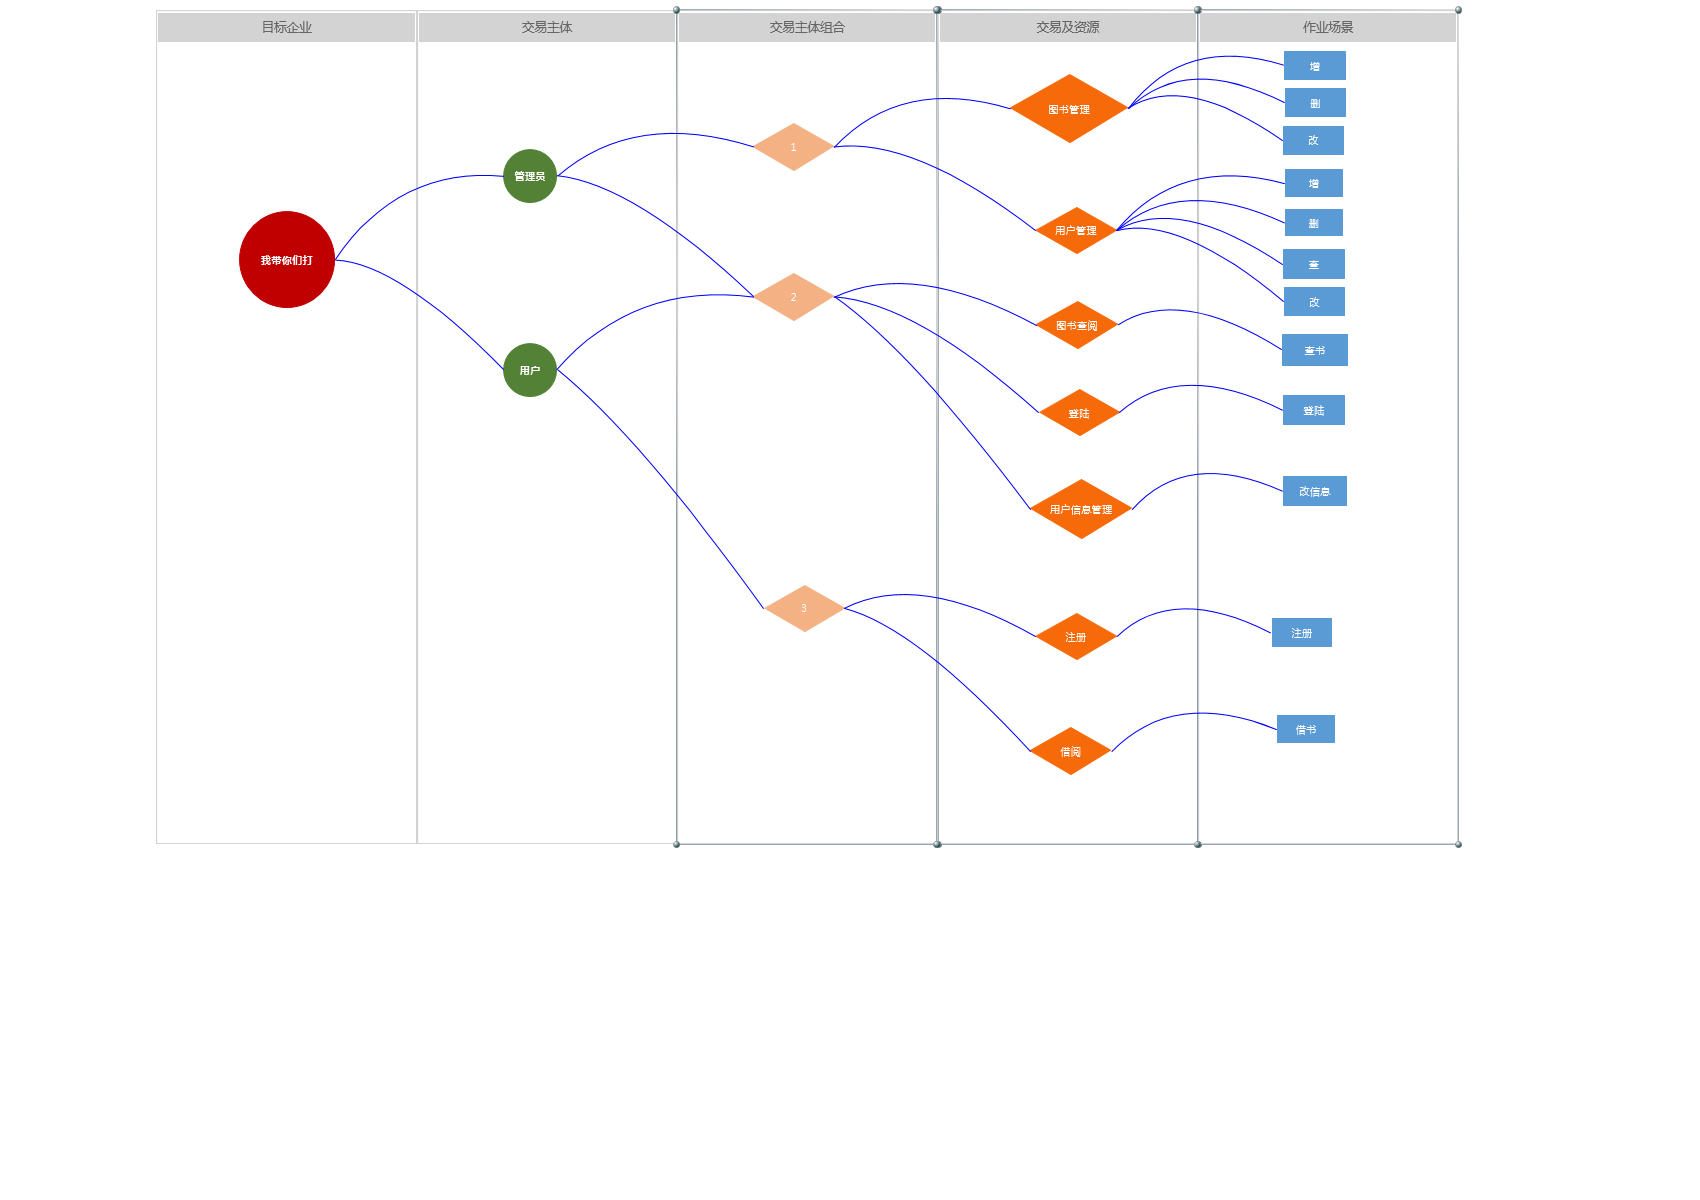 目标企业
交易主体
交易主体组合
交易及资源
作业场景
我带你们打
管理员
用户
1
2
3
图书管理
用户管理
图书查阅
登陆
用户信息管理
注册
借阅
增
删
改
增
删
查
改
查书
登陆
改信息
注册
借书